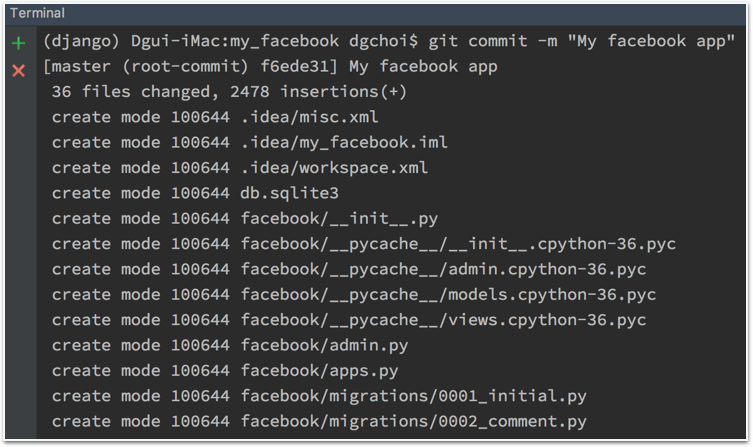 Terminal
(django) Dgui-iMac:my_facebook dgchoi$ git commit -m "My facebook app"
[master (root-commit) f6ede31] My facebook app
36 files changed, 2478 insertions(+)
create mode 100644 .idea/misc.xml
create mode 100644 .idea/my_facebook.iml
create mode 100644 .idea/workspace.xml
create mode 100644 db.sqlite3
create mode 100644 facebook/__init__.py
create mode 100644 facebook/__pycache__/__init__.cpython-36.pyc
create mode 100644 facebook/__pycache__/admin.cpython-36.pyc
create mode 100644 facebook/__pycache__/models.cpython-36.pyc
create mode 100644 facebook/__pycache__/views.cpython-36.pyc
create mode 100644 facebook/admin.py
create mode 100644 facebook/apps.py
create mode 100644 facebook/migrations/0001_initial.py
create mode 100644 facebook/migrations/0002_comment.py